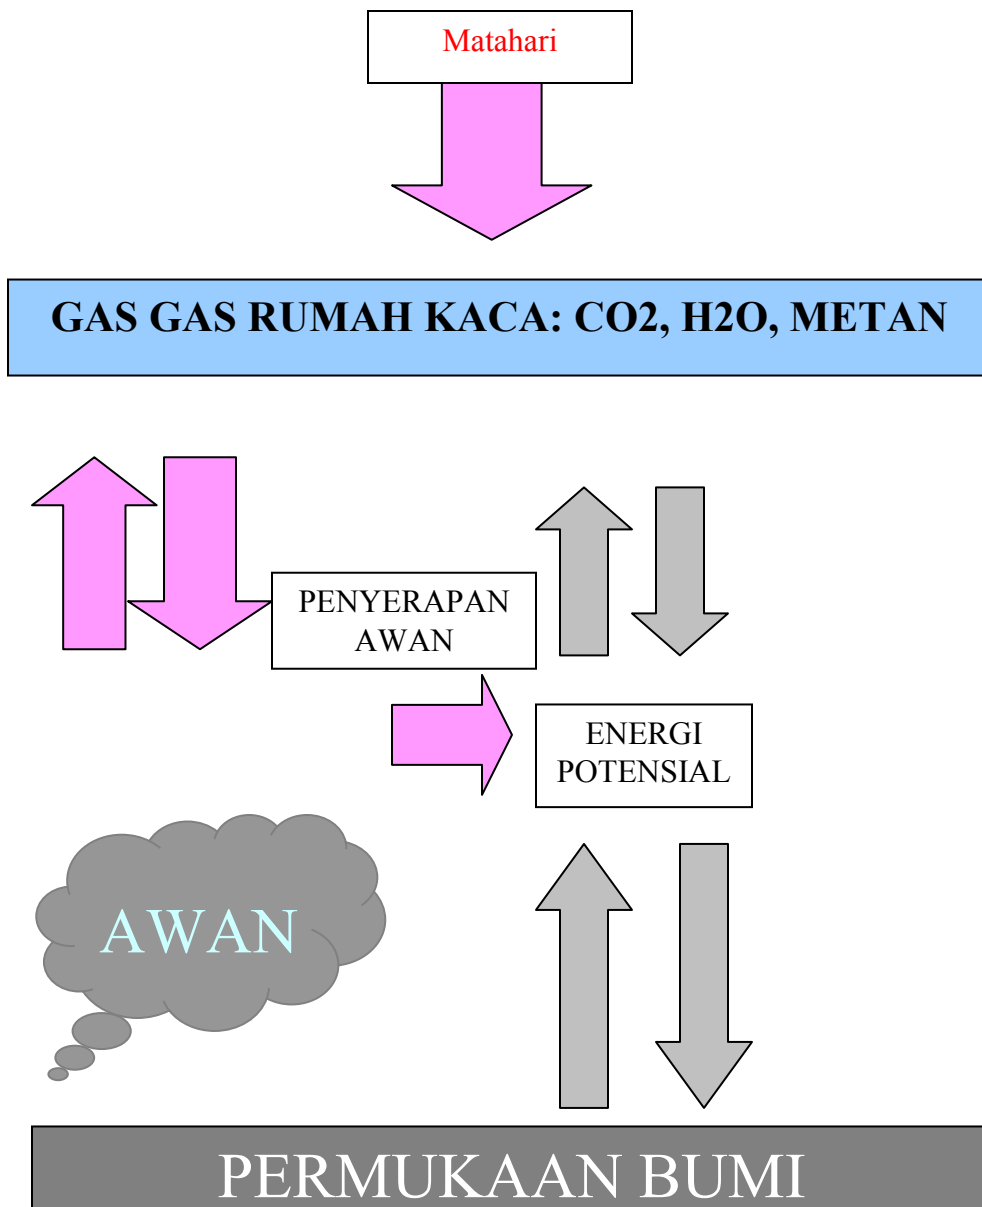 Matahari
GAS GAS RUMAH KACA: CO2, H2O, METAN
PENYERAPAN
AWAN
ENERGI
POTENSIAL
AWAN
PERMUKAAN BUMI